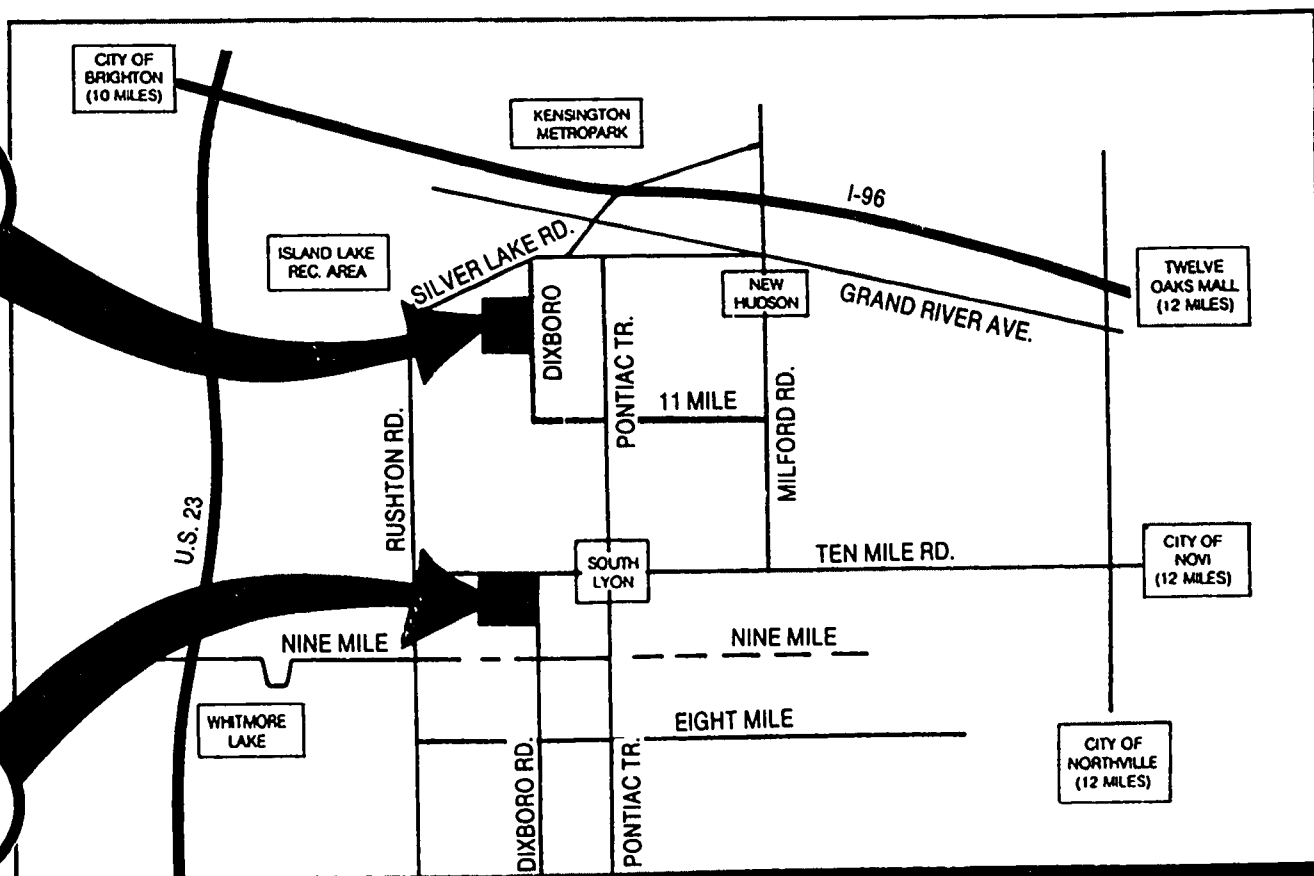 CITY OF
BRIGHTON
(10 MILES)
KENSINGTON
METROPARK
I-96
ISLAND LAKE
REC. AREA
SILVER LAKE RD.
TWELVE
OAKS MALL
(12 MILES)
NEW
HUDSON
GRAND RIVER AVE.
DIXBORO
PONTIAC TR.
11 MILE
MILFORD RD.
RUSHTON RD.
U.S. 23
SOUTH
LYON
TEN MILE RD.
CITY OF
NOVI
(12 MILES)
NINE MILE
NINE MILE
WHITMORE
LAKE
EIGHT MILE
DIXBORO RD.
PONTIAC TR.
CITY OF
NORTHVILLE
(12 MILES)